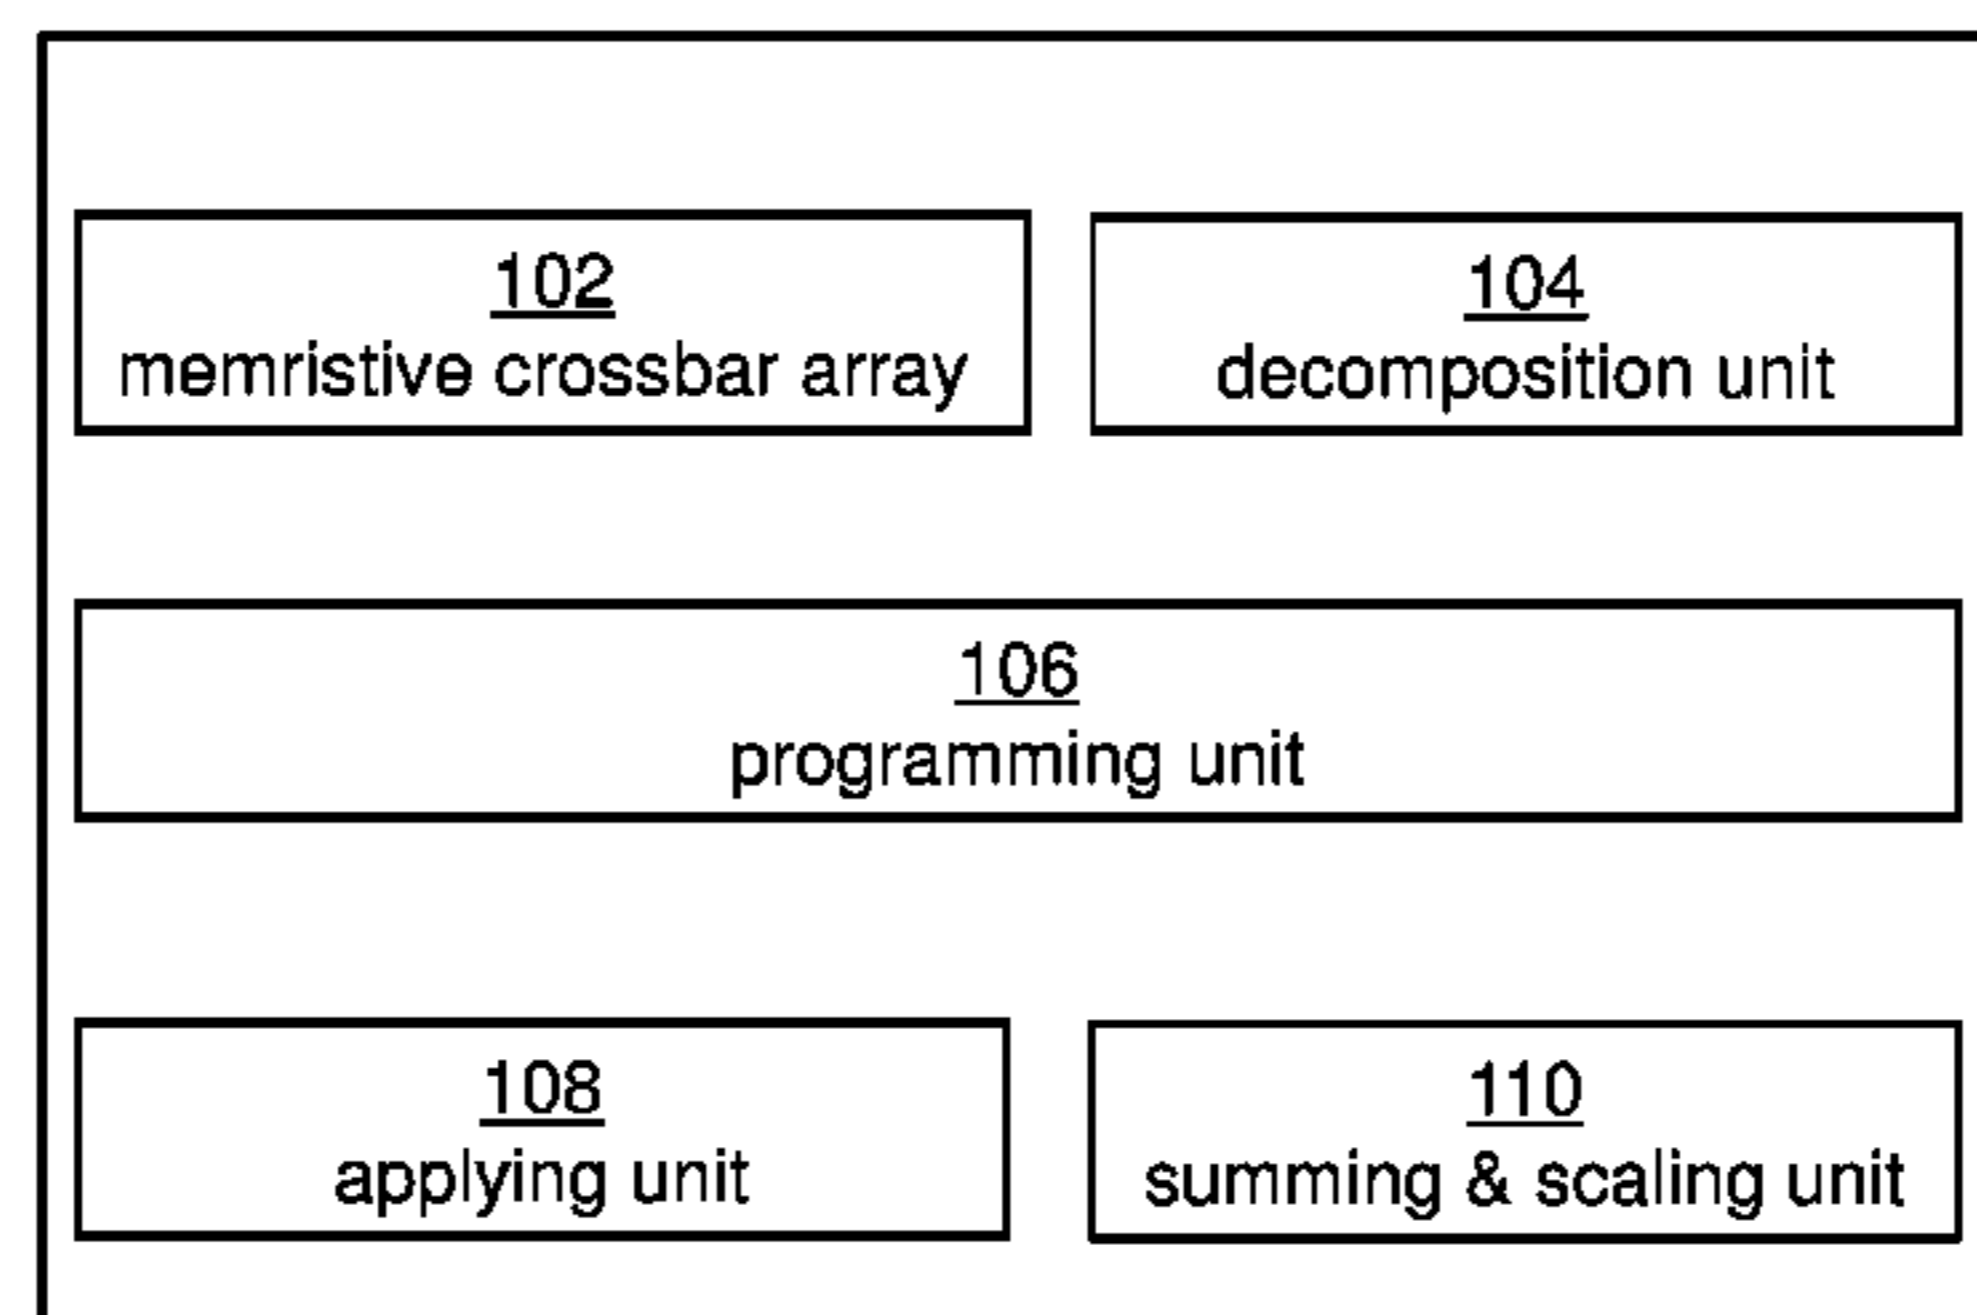 102
memristive crossbar array
104
decomposition unit
106
programming unit
108
applying unit
110
summing & scaling unit